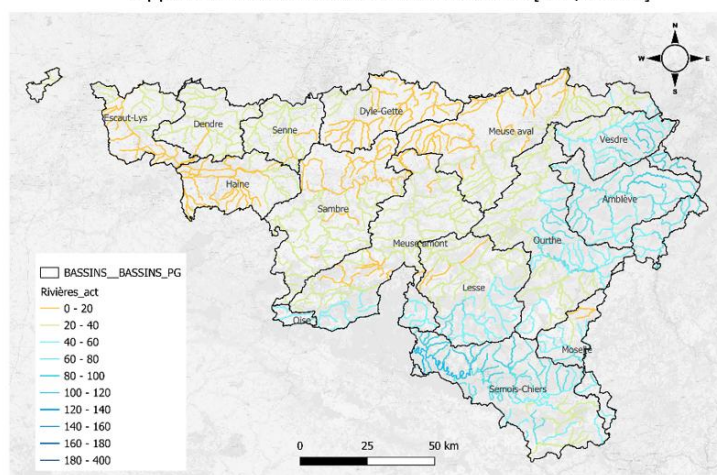 N
W E
S
Escaut-Lys
Dendre
Senne
Dyle-Gette
Meuse aval
Vesdre
Haine
Sambre
Amblève
Meuse amont
Ourthe
Lesse
Oise
Moselle
Semois-Chiers
BASSINS__BASSINS_PG
Rivières_act
0 - 20
20 - 40
40 - 60
60 - 80
80 - 100
100 - 120
120 - 140
140 - 160
160 - 180
180 - 400
0 25 50 km